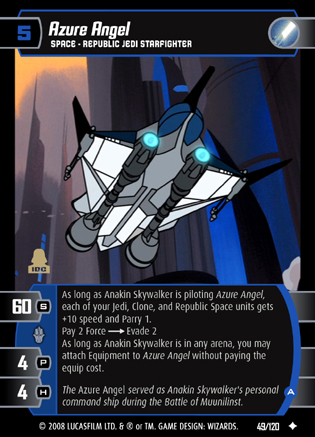 5
Azure Angel
SPACE - REPUBLIC JEDI STARFIGHTER
IDC
60 S
4 P
4 H
As long as Anakin Skywalker is piloting Azure Angel,
each of your Jedi, Clone, and Republic Space units gets
+10 speed and Parry 1.
Pay 2 Force → Evade 2
As long as Anakin Skywalker is in any arena, you may
attach Equipment to Azure Angel without paying the
equip cost.
The Azure Angel served as Anakin Skywalker's personal
command ship during the Battle of Muunilinst.
A
© 2008 LUCASFILM LTD. & ® or TM. GAME DESIGN: WIZARDS. 49/120